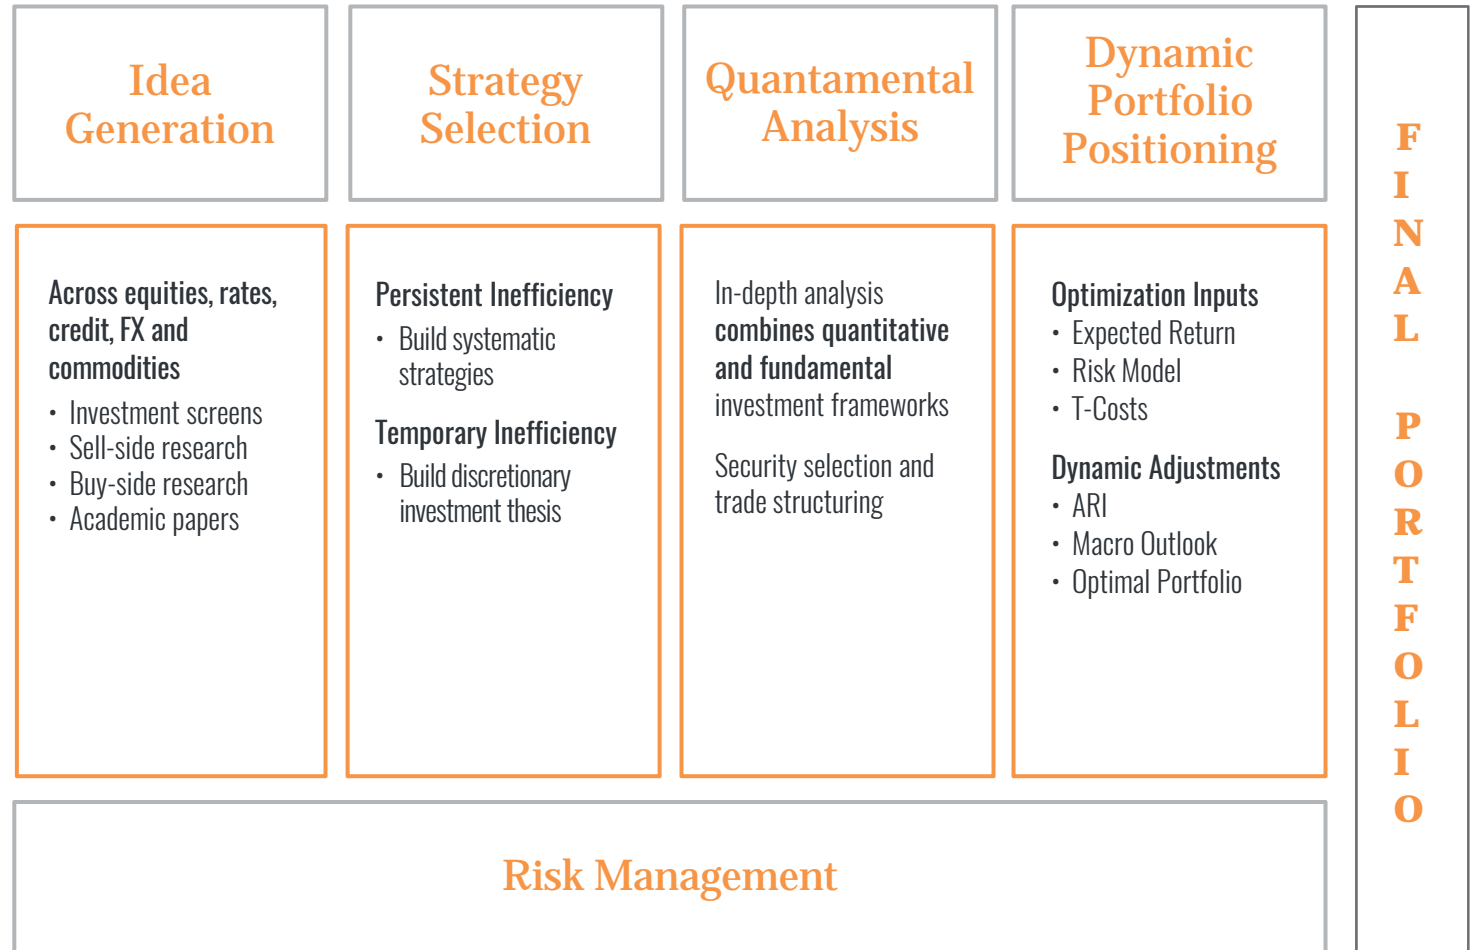 Idea
Generation
Strategy
Selection
Quantamental
Analysis
Dynamic
Portfolio
Positioning
Across equities, rates,
credit, FX and
commodities
• Investment screens
• Sell-side research
• Buy-side research
• Academic papers
Persistent Inefficiency
• Build systematic
strategies
Temporary Inefficiency
• Build discretionary
investment thesis
In-depth analysis
combines quantitative
and fundamental
investment frameworks
Security selection and
trade structuring
Optimization Inputs
• Expected Return
• Risk Model
• T-Costs
Dynamic Adjustments
• ARI
• Macro Outlook
• Optimal Portfolio
Risk Management
FINAL PORTFOLIO